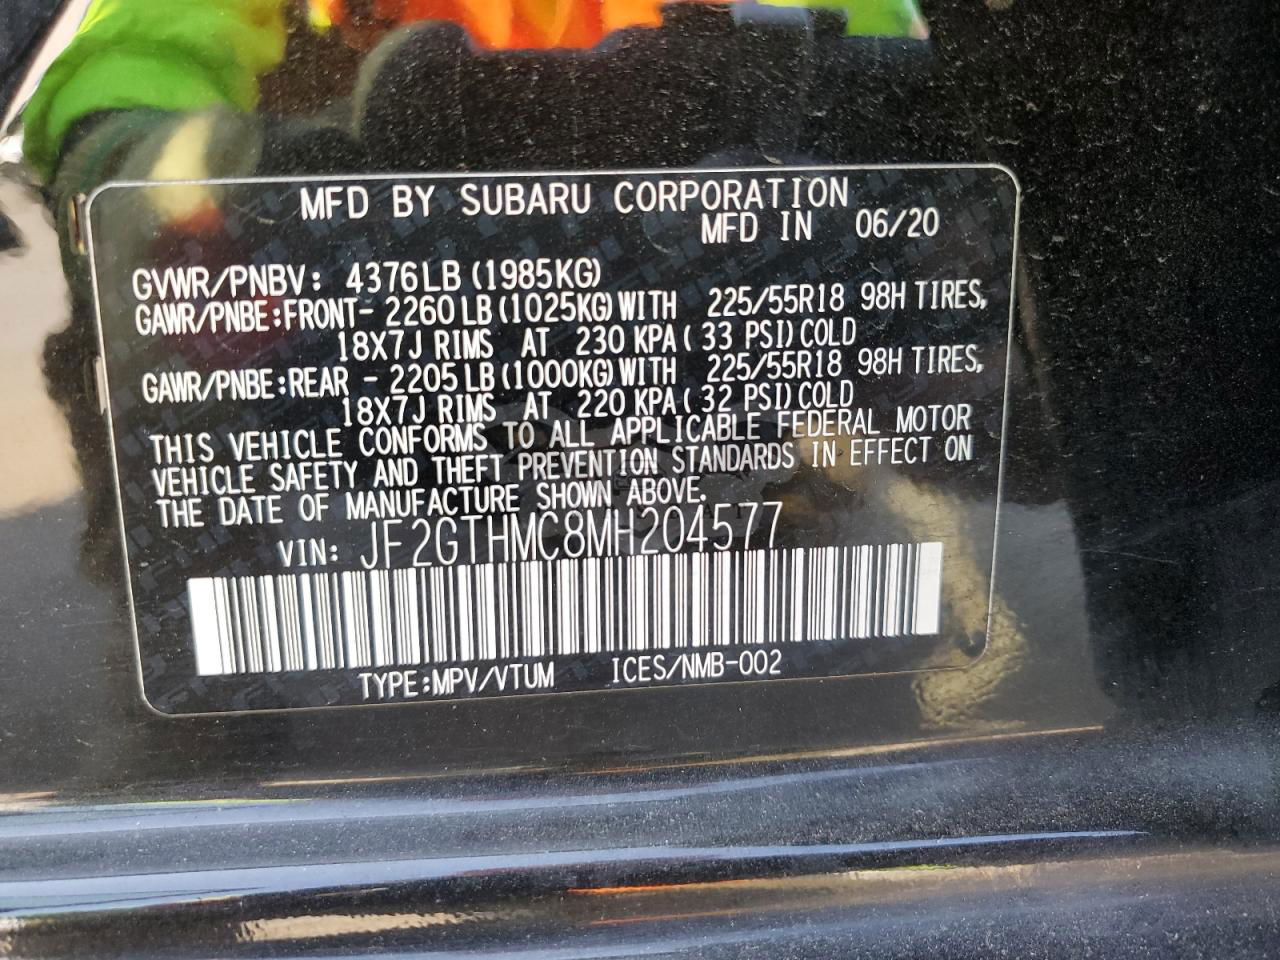 MFD BY SUBARU CORPORATION
MFD IN 06/20
GVWR/PNBV: 4376LB (1985KG)
GAWR/PNBE:FRONT- 2260 LB (1025KG) WITH 225/55R18 98H TIRES,
18X7J RIMS AT 230 KPA( 33 PSI) COLD
GAWR/PNBE:REAR - 2205 LB (1000KG) WITH 225/55R18 98H TIRES,
18X7J RIMS AT 220 KPA( 32 PSI) COLD
THIS VEHICLE CONFORMS TO ALL APPLICABLE FEDERAL MOTOR
VEHICLE SAFETY AND THEFT PREVENTION STANDARDS IN EFFECT ON
THE DATE OF MANUFACTURE SHOWN ABOVE.
VIN: JF2GTHMC8MH204577
TYPE:MPV/VTUM ICES/NMB-002